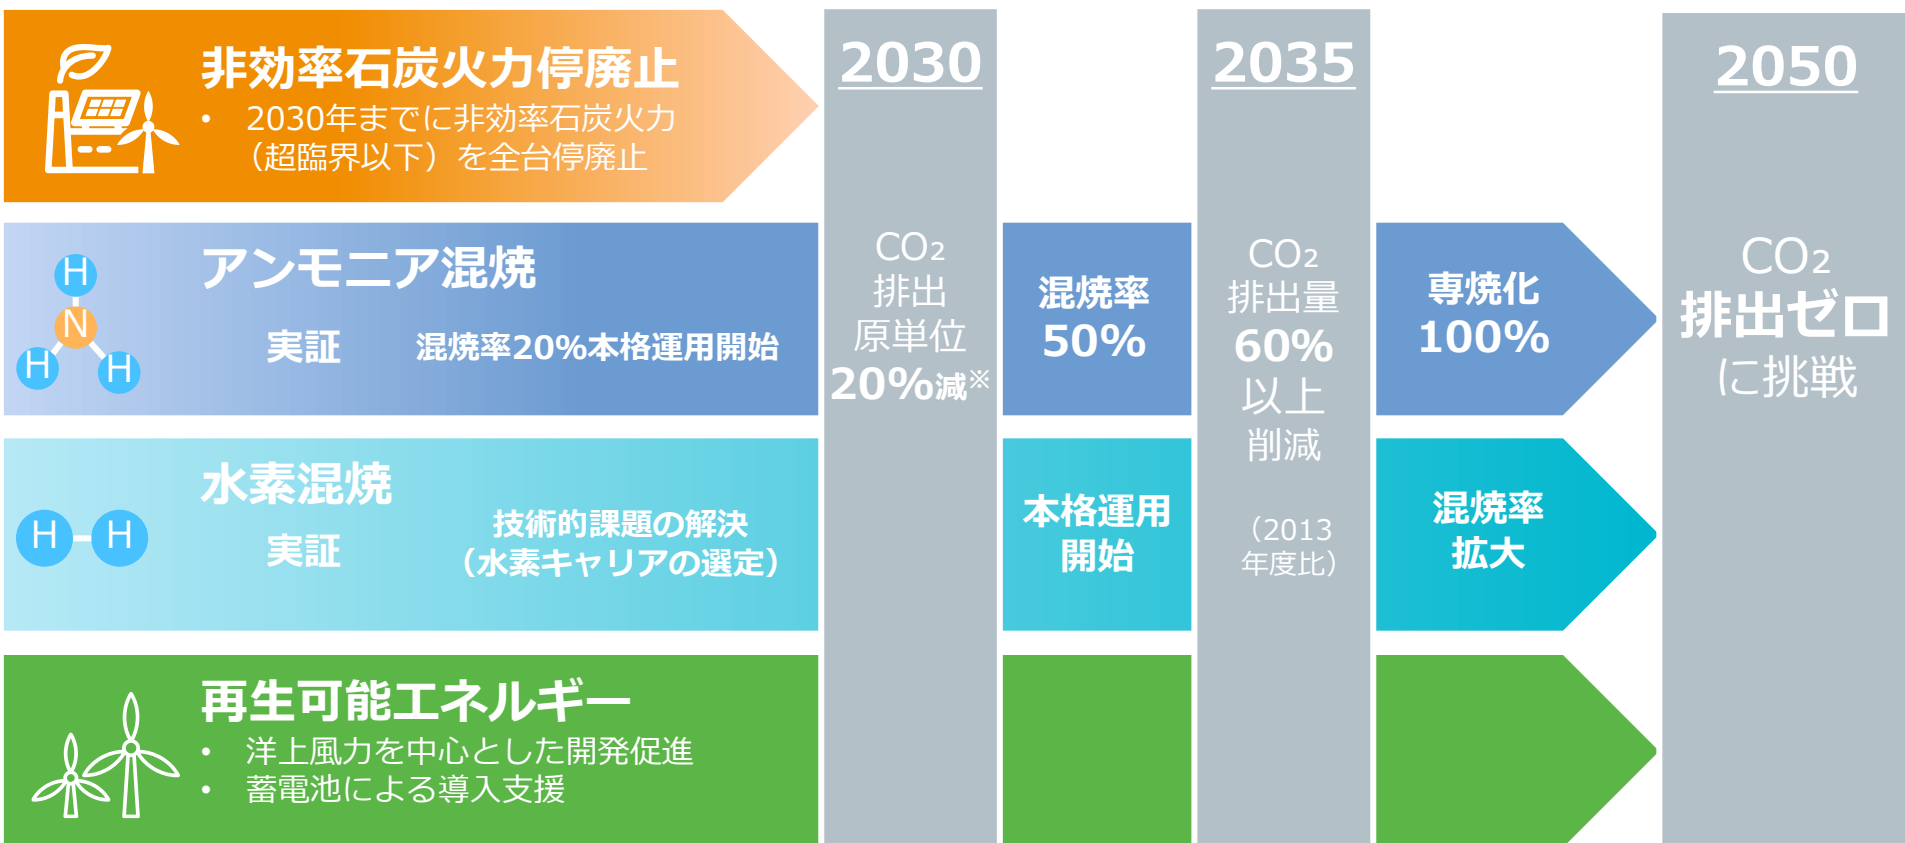 非効率石炭火力停廃止
• 2030年までに非効率石炭火力
（超臨界以下）を全台停廃止
アンモニア混焼
実証 混焼率20%本格運用開始
H
N
H H
水素混焼
実証
技術的課題の解決
（水素キャリアの選定）
H H
再生可能エネルギー
• 洋上風力を中心とした開発促進
• 蓄電池による導入支援
2030
CO₂
排出
原単位
20%減※
混焼率
50%
本格運用
開始
2035
CO₂
排出量
60%
以上
削減
（2013
年度比）
専焼化
100%
混焼率
拡大
2050
CO₂
排出ゼロ
に挑戦